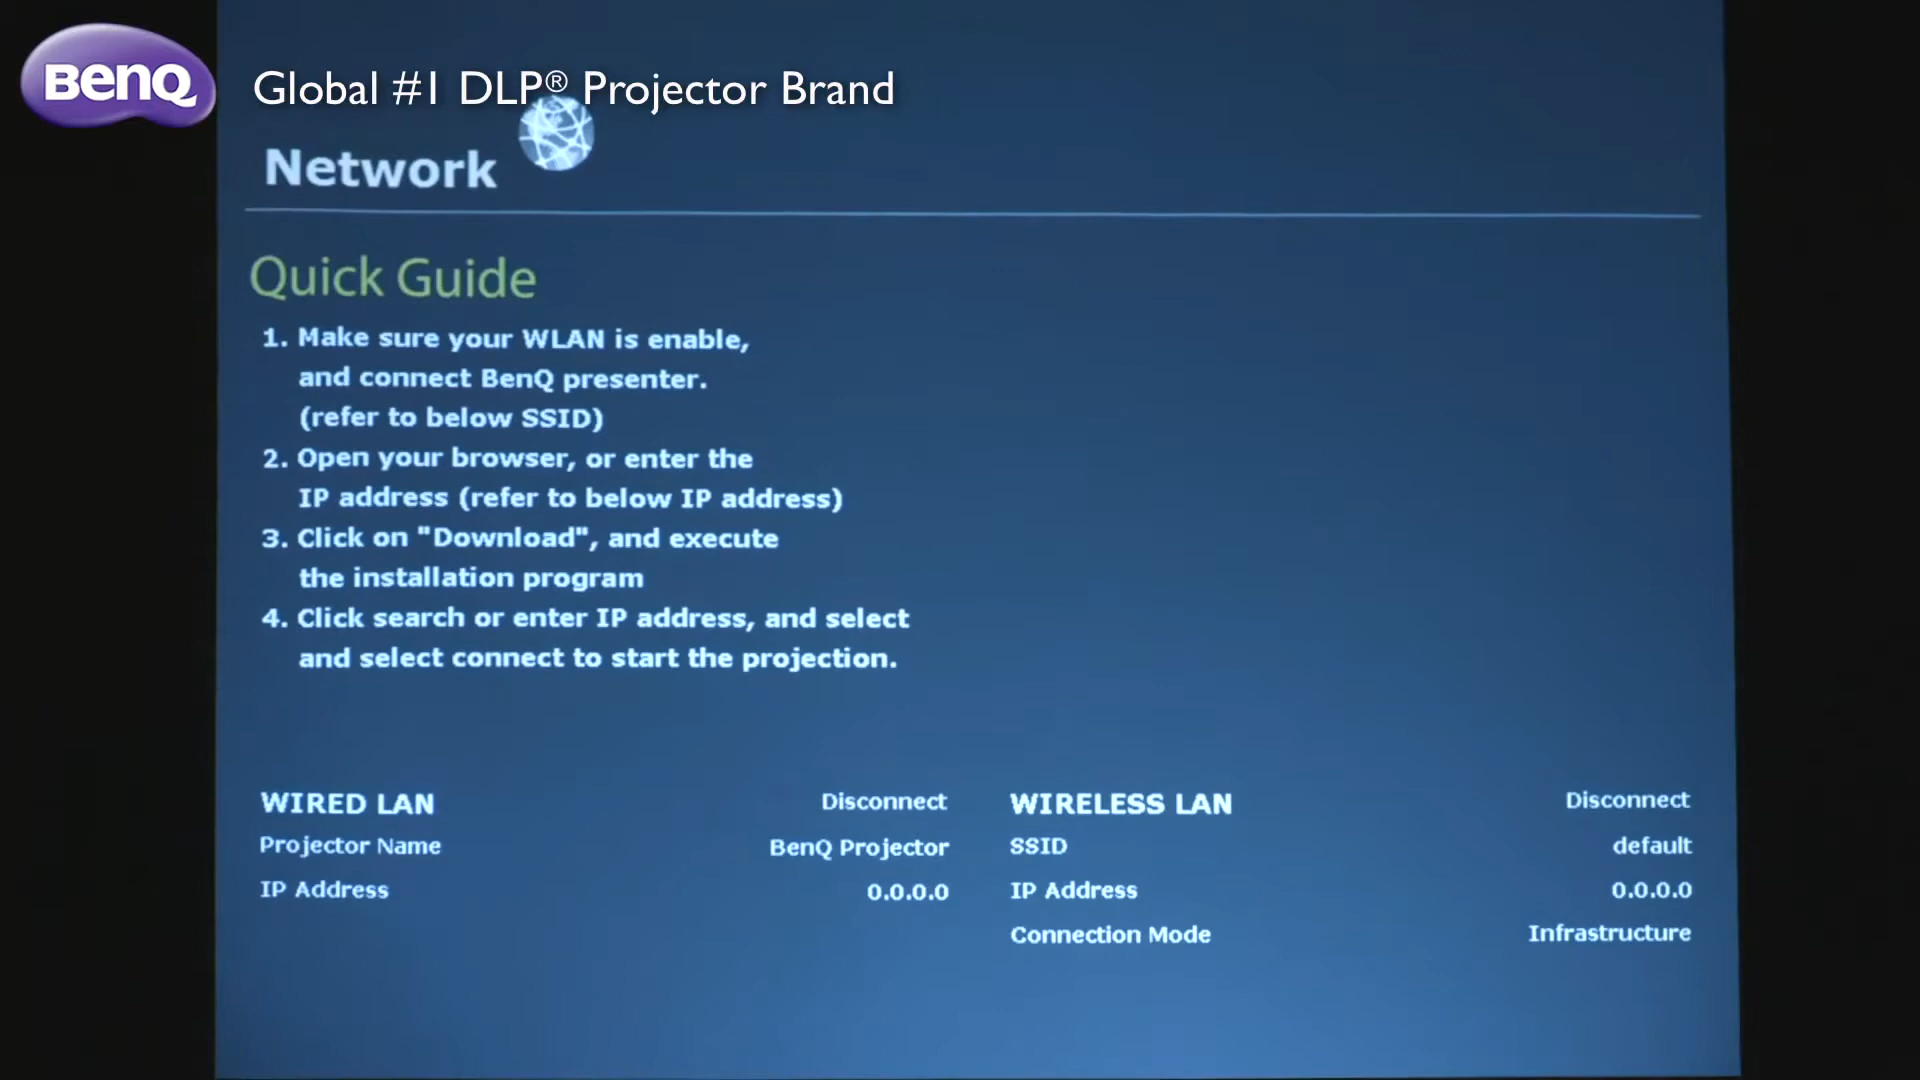 BenQ
Global #1 DLP® Projector Brand
Network
Quick Guide
1. Make sure your WLAN is enable,
and connect BenQ presenter.
(refer to below SSID)
2. Open your browser, or enter the
IP address (refer to below IP address)
3. Click on "Download", and execute
the installation program
4. Click search or enter IP address, and select
and select connect to start the projection.
WIRED LAN Disconnect
Projector Name BenQ Projector
IP Address 0.0.0.0
WIRELESS LAN Disconnect
SSID default
IP Address 0.0.0.0
Connection Mode Infrastructure